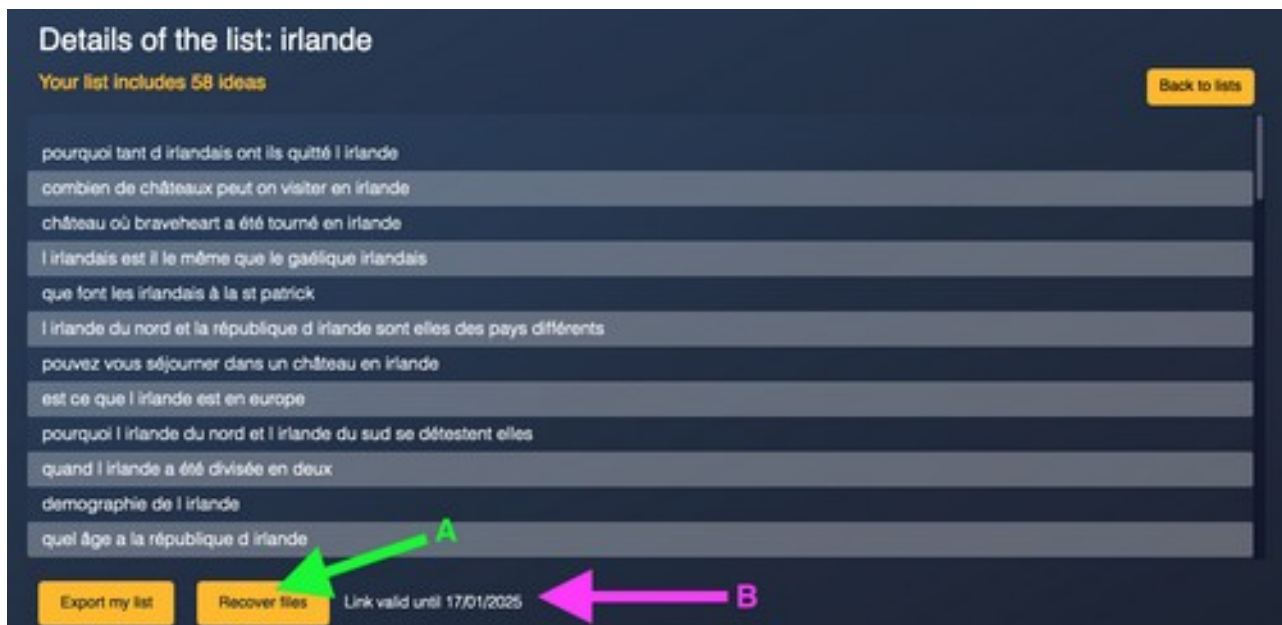 Details of the list: irlande
Your list includes 58 ideas
Back to lists
pourquoi tant d irlandais ont ils quitté l irlande
combien de châteaux peut on visiter en irlande
château où braveheart a été tourné en irlande
l irlandais est il le même que le gaélique irlandais
que font les irlandais à la st patrick
l irlande du nord et la république d irlande sont elles des pays différents
pouvez vous séjourner dans un château en irlande
est ce que l irlande est en europe
pourquoi l irlande du nord et l irlande du sud se détestent elles
quand l irlande a été divisée en deux
demographie de l irlande
quel âge a la république d irlande
A
Export my list
Recover files
Link valid until 17/01/2025
B